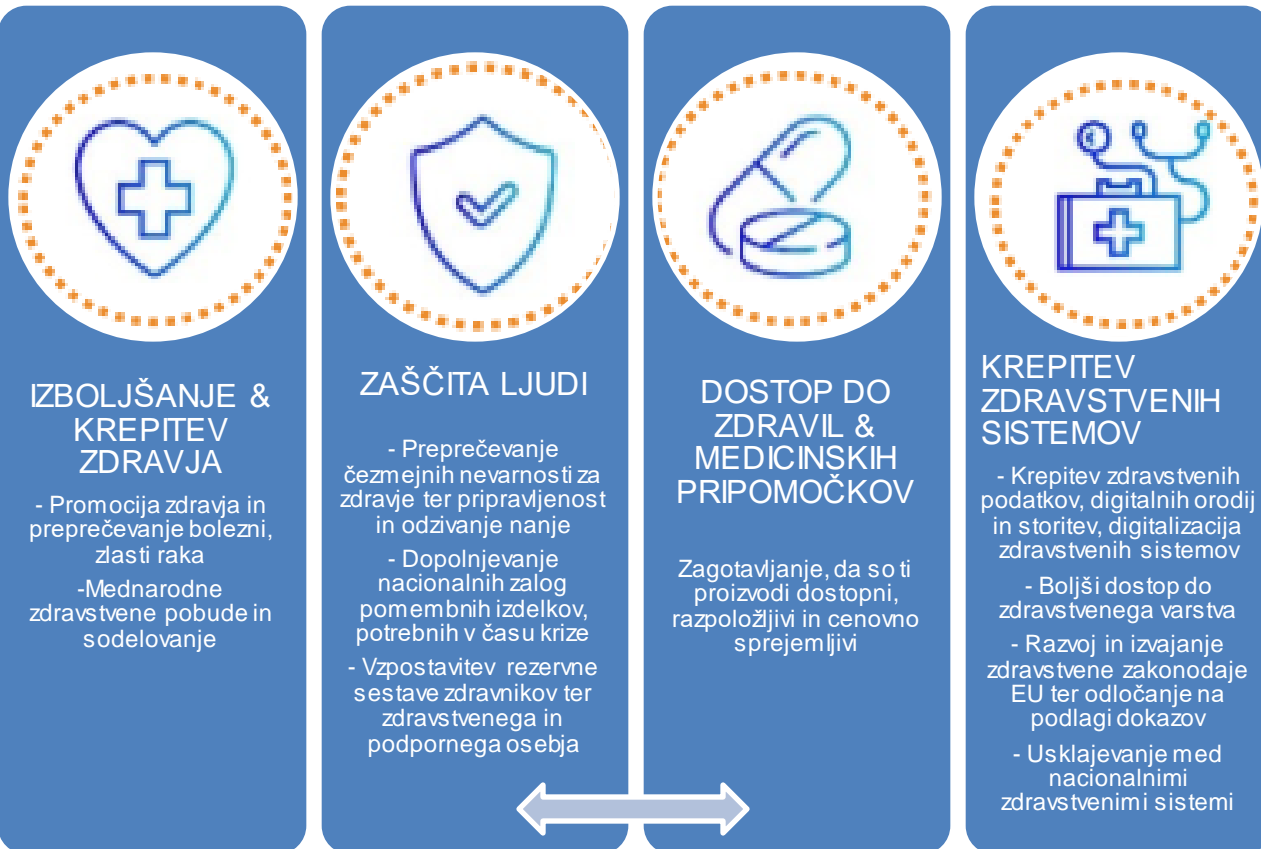 IZBOLJŠANJE &
KREPITEV
ZDRAVJA
- Promocija zdravja in
preprečevanje bolezni,
zlasti raka
-Mednarodne
zdravstvene pobude in
sodelovanje
ZAŠČITA LJUDI
- Preprečevanje
čezmejnih nevarnosti za
zdravje ter pripravljenost
in odzivanje nanje
- Dopolnjevanje
nacionalnih zalog
pomembnih izdelkov,
potrebnih v času krize
- Vzpostavitev rezervne
sestave zdravnikov ter
zdravstvenega in
podpornega osebja
DOSTOP DO
ZDRAVIL &
MEDICINSKIH
PRIPOMOČKOV
Zagotavljanje, da so ti
proizvodi dostopni,
razpoložljivi in cenovno
sprejemljivi
KREPITEV
ZDRAVSTVENIH
SISTEMOV
- Krepitev zdravstvenih
podatkov, digitalnih orodij
in storitev, digitalizacija
zdravstvenih sistemov
- Boljši dostop do
zdravstvenega varstva
- Razvoj in izvajanje
zdravstvene zakonodaje
EU ter odločanje na
podlagi dokazov
- Usklajevanje med
nacionalnimi
zdravstvenimi sistemi